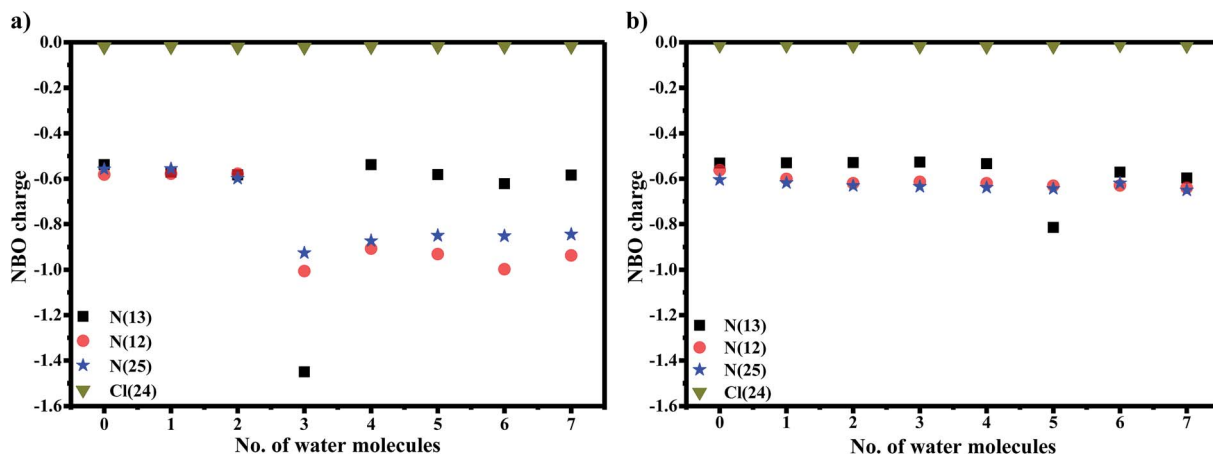 a)
0.0
-0.2
-0.4
-0.6
-0.8
-1.0
-1.2
-1.4
-1.6
NBO charge
N(13)
N(12)
N(25)
Cl(24)
0 1 2 3 4 5 6 7
No. of water molecules
b)
0.0
-0.2
-0.4
-0.6
-0.8
-1.0
-1.2
-1.4
-1.6
NBO charge
N(13)
N(12)
N(25)
Cl(24)
0 1 2 3 4 5 6 7
No. of water molecules